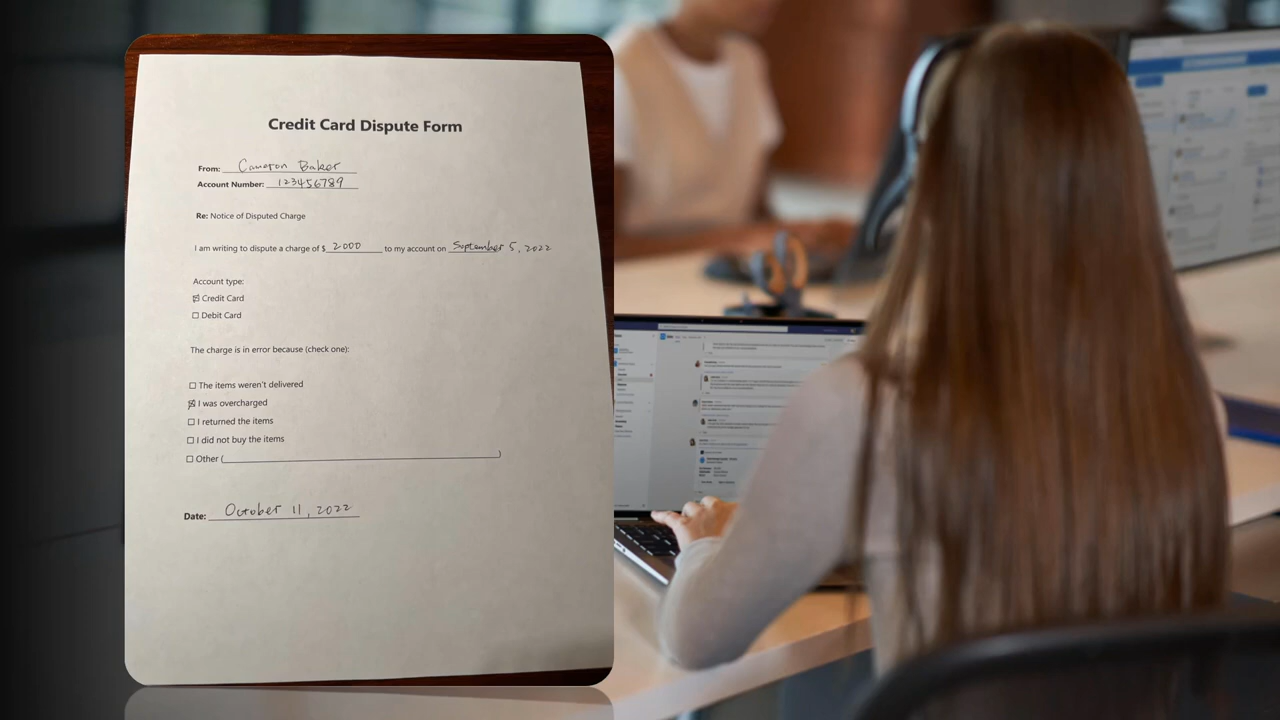 Credit Card Dispute Form
From: Cameron Baker
Account Number: 123456789
Re: Notice of Disputed Charge
I am writing to dispute a charge of $ 2000 to my account on September 5, 2022
Account type:
☒ Credit Card
☐ Debit Card
The charge is in error because (check one):
☐ The items weren't delivered
☒ I was overcharged
☐ I returned the items
☐ I did not buy the items
☐ Other (                    )
Date: October 11, 2022